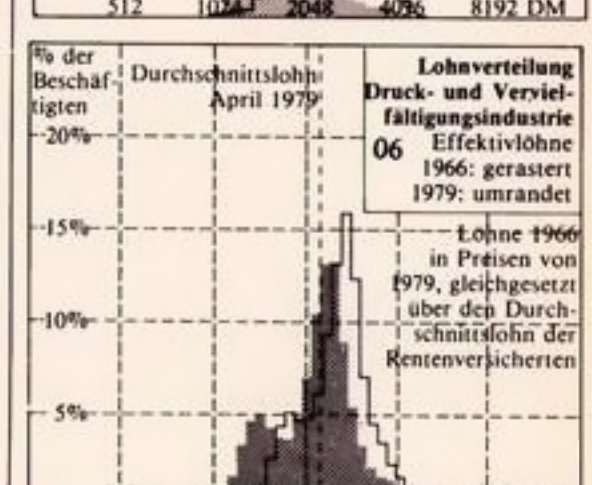 512 1024 2048 4096 8192 DM
% der
Beschäf-
tigten
Durchschnittslohn
April 1979
Lohnverteilung
Druck- und Verviel-
fältigungsindustrie
06 Effektivlöhne
1966: gerastert
1979: umrandet
20%
15%
Löhne 1966
in Preisen von
1979, gleichgesetzt
über den Durch-
schnittslohn der
Rentenversicherten
10%
5%